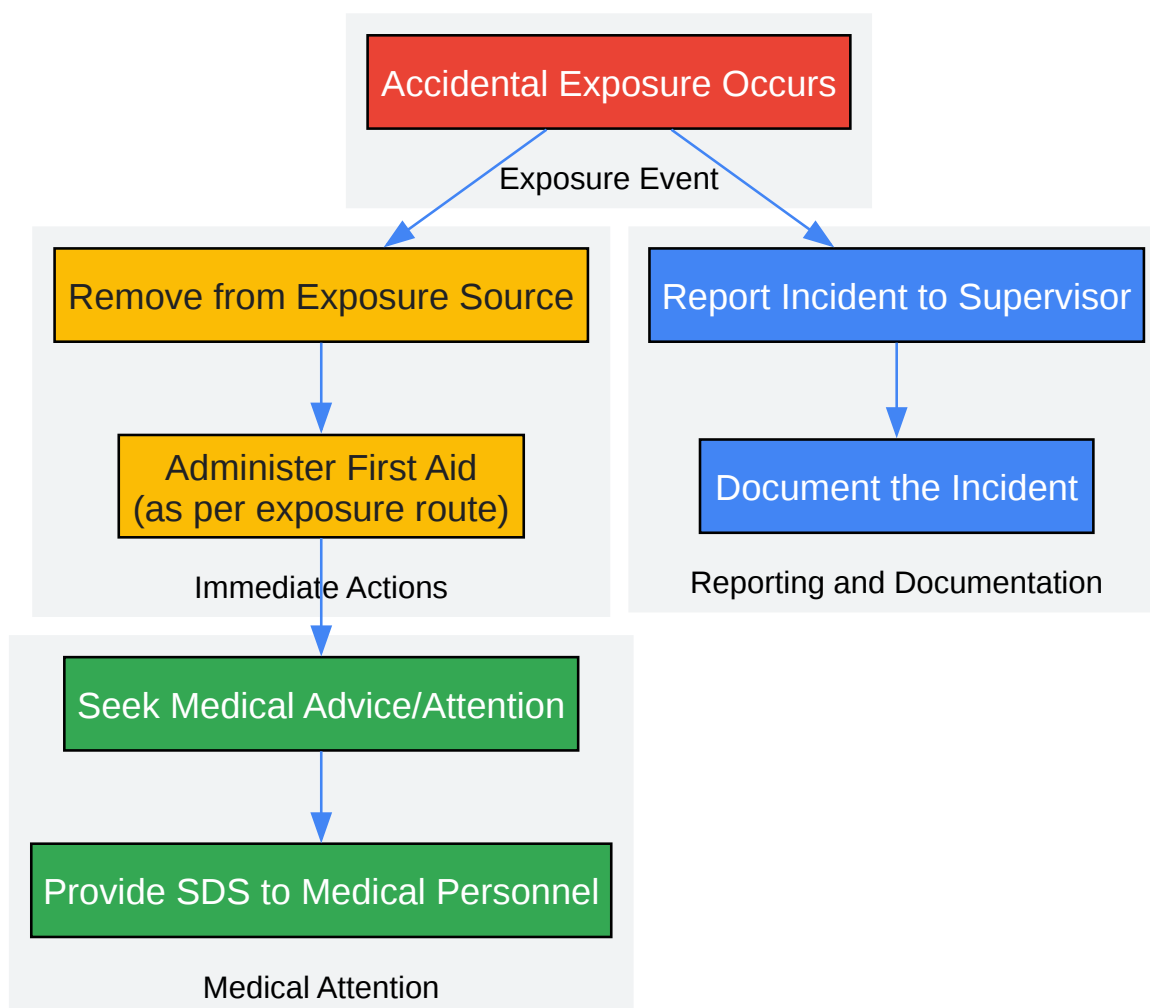 Accidental Exposure Occurs
Exposure Event
Remove from Exposure Source
Administer First Aid
(as per exposure route)
Immediate Actions
Report Incident to Supervisor
Document the Incident
Reporting and Documentation
Seek Medical Advice/Attention
Provide SDS to Medical Personnel
Medical Attention